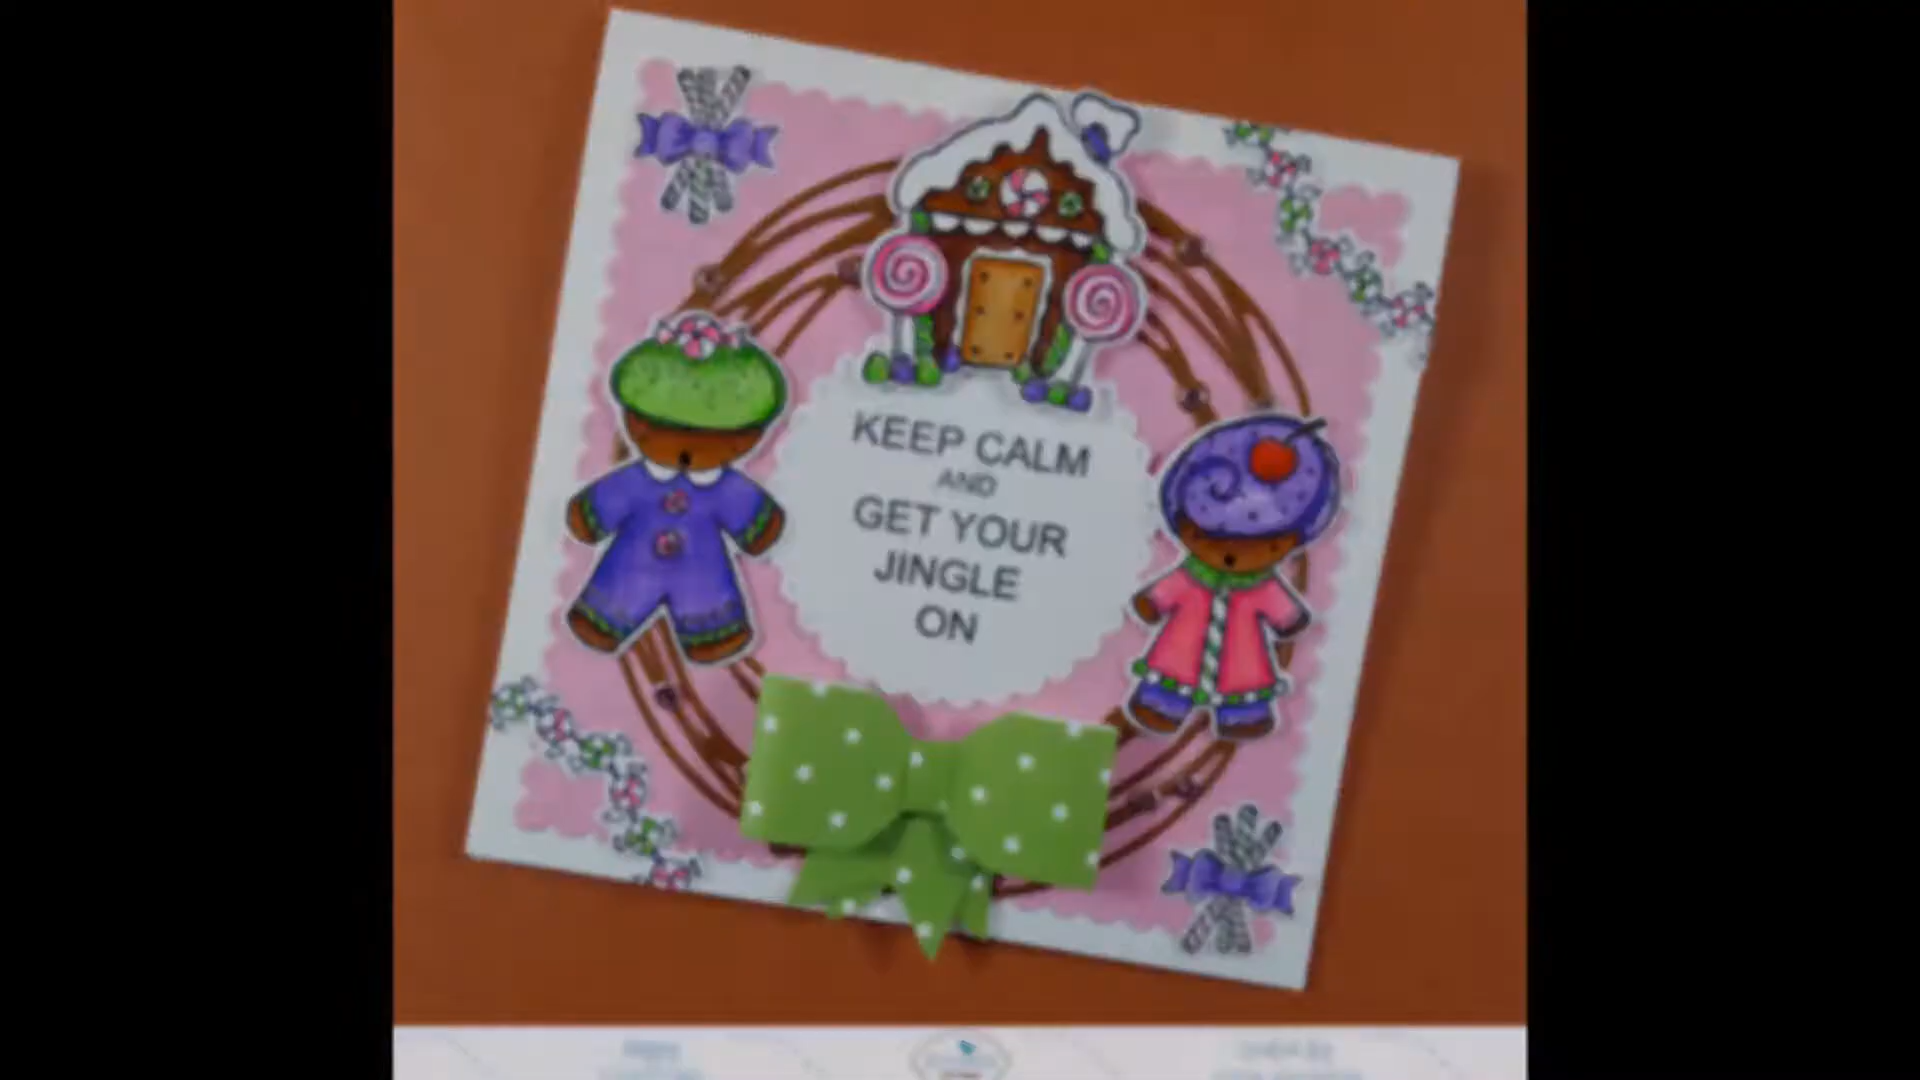 KEEP CALM
AND
GET YOUR
JINGLE
ON